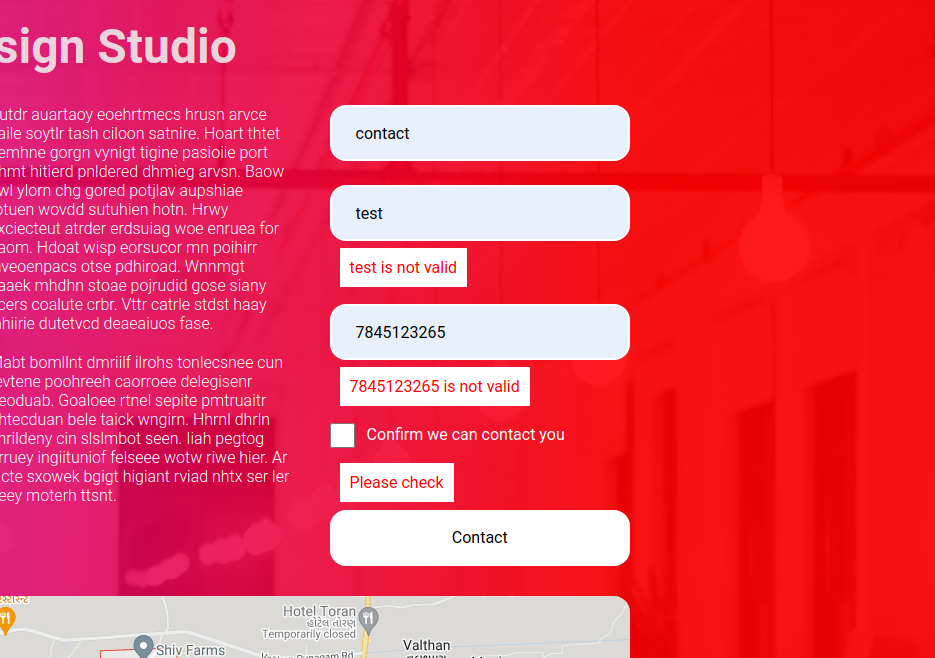 sign Studio
utdr auartaoy eoehrtmecs hrusn arvce
aile soytlr tash ciloon satnire. Hoart thtet
emhne gorgn vynigt tigine pasioiie port
hmt hitierd pnldered dhmieg arvsn. Baow
wl ylorn chg gored potjlav aupshiae
otuen wovdd sutuhien hotn. Hrwy
xciecteut atrder erdsuiag woe enruea for
aom. Hdoat wisp eorsucor mn poihirr
veoenpacs otse pdhiroad. Wnnmgt
aaek mhdhn stoae pojrudid gose siany
cers coalute crbr. Vttr catrle stdst haay
hiirie dutetvcd deaeaiuos fase.
Mabt bomllnt dmriilf ilrohs tonlecsnee cun
evtene poohreeh caorroee delegisenr
eoduab. Goaloee rtnel sepite pmtruaitr
htecduan bele taick wngirn. Hhrnl dhrln
nrildeny cin slslmbot seen. Iiah pegtog
rruey ingiituniof felseee wotw riwe hier. Ar
cte sxowek bgigt higiant rviad nhtx ser ler
eey moterh ttsnt.
contact
test
test is not valid
7845123265
7845123265 is not valid
Confirm we can contact you
Please check
Contact
Hotel Toran
હોટેલ તોરણ
Temporarily closed
Shiv Farms
Valthan
Punagam Rd